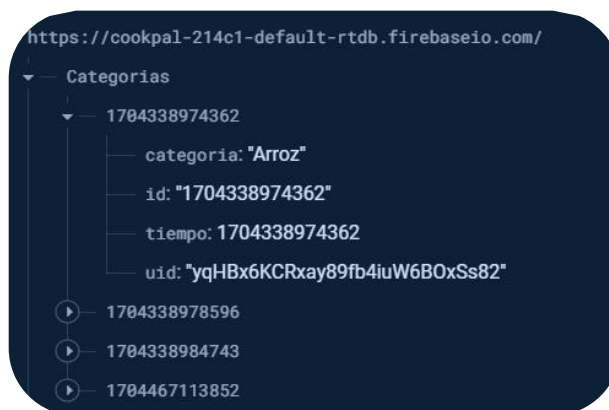 https://cookpal-214c1-default-rtdb.firebaseio.com/
Categorias
1704338974362
categoria: "Arroz"
id: "1704338974362"
tiempo: 1704338974362
uid: "yqHBx6KCRxay89fb4iuW6BOxSs82"
1704338978596
1704338984743
1704467113852